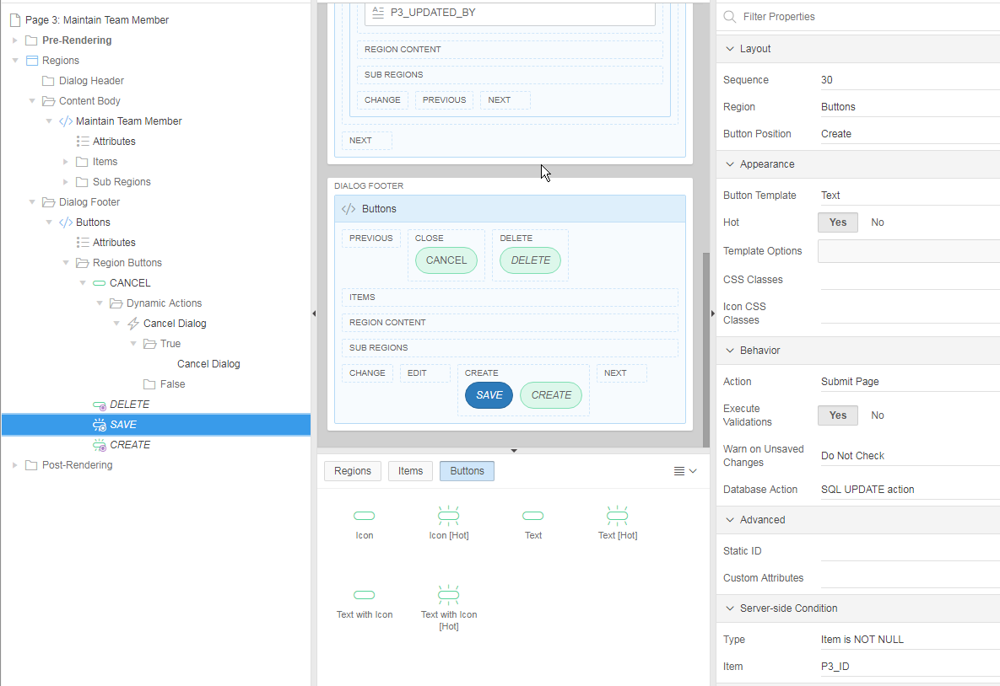 Page 3: Maintain Team Member
Pre-Rendering
Regions
Dialog Header
Content Body
Maintain Team Member
Attributes
Items
Sub Regions
Dialog Footer
Buttons
Attributes
Region Buttons
CANCEL
Dynamic Actions
Cancel Dialog
True
Cancel Dialog
False
DELETE
SAVE
CREATE
Post-Rendering
P3_UPDATED_BY
REGION CONTENT
SUB REGIONS
CHANGE PREVIOUS NEXT
NEXT
DIALOG FOOTER
Buttons
PREVIOUS CLOSE DELETE
CANCEL DELETE
ITEMS
REGION CONTENT
SUB REGIONS
CHANGE EDIT CREATE NEXT
SAVE CREATE
Regions Items Buttons
Icon Icon [Hot] Text Text [Hot]
Text with Icon Text with Icon
[Hot]
Filter Properties
Layout
Sequence 30
Region Buttons
Button Position Create
Appearance
Button Template Text
Hot Yes No
Template Options
CSS Classes
Icon CSS
Classes
Behavior
Action Submit Page
Execute
Validations Yes No
Warn on Unsaved
Changes Do Not Check
Database Action SQL UPDATE action
Advanced
Static ID
Custom Attributes
Server-side Condition
Type Item is NOT NULL
Item P3_ID